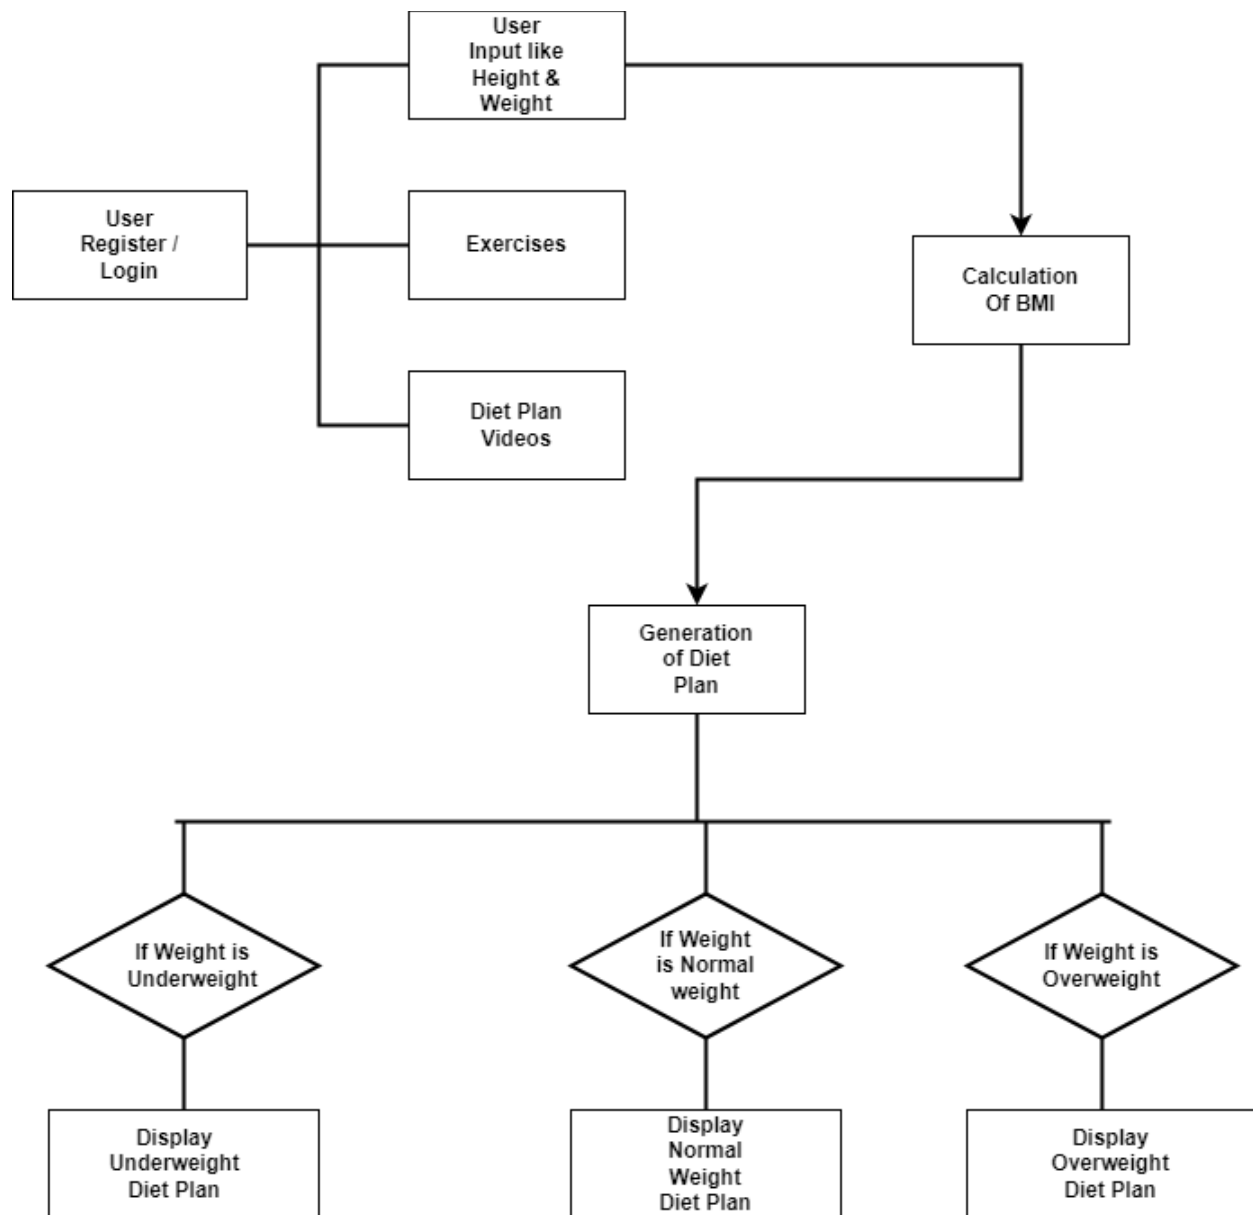 User
Input like
Height &
Weight
User
Register /
Login
Exercises
Calculation
Of BMI
Diet Plan
Videos
Generation
of Diet
Plan
If Weight is
Underweight
If Weight
is Normal
weight
If Weight is
Overweight
Display
Underweight
Diet Plan
Display
Normal
Weight
Diet Plan
Display
Overweight
Diet Plan